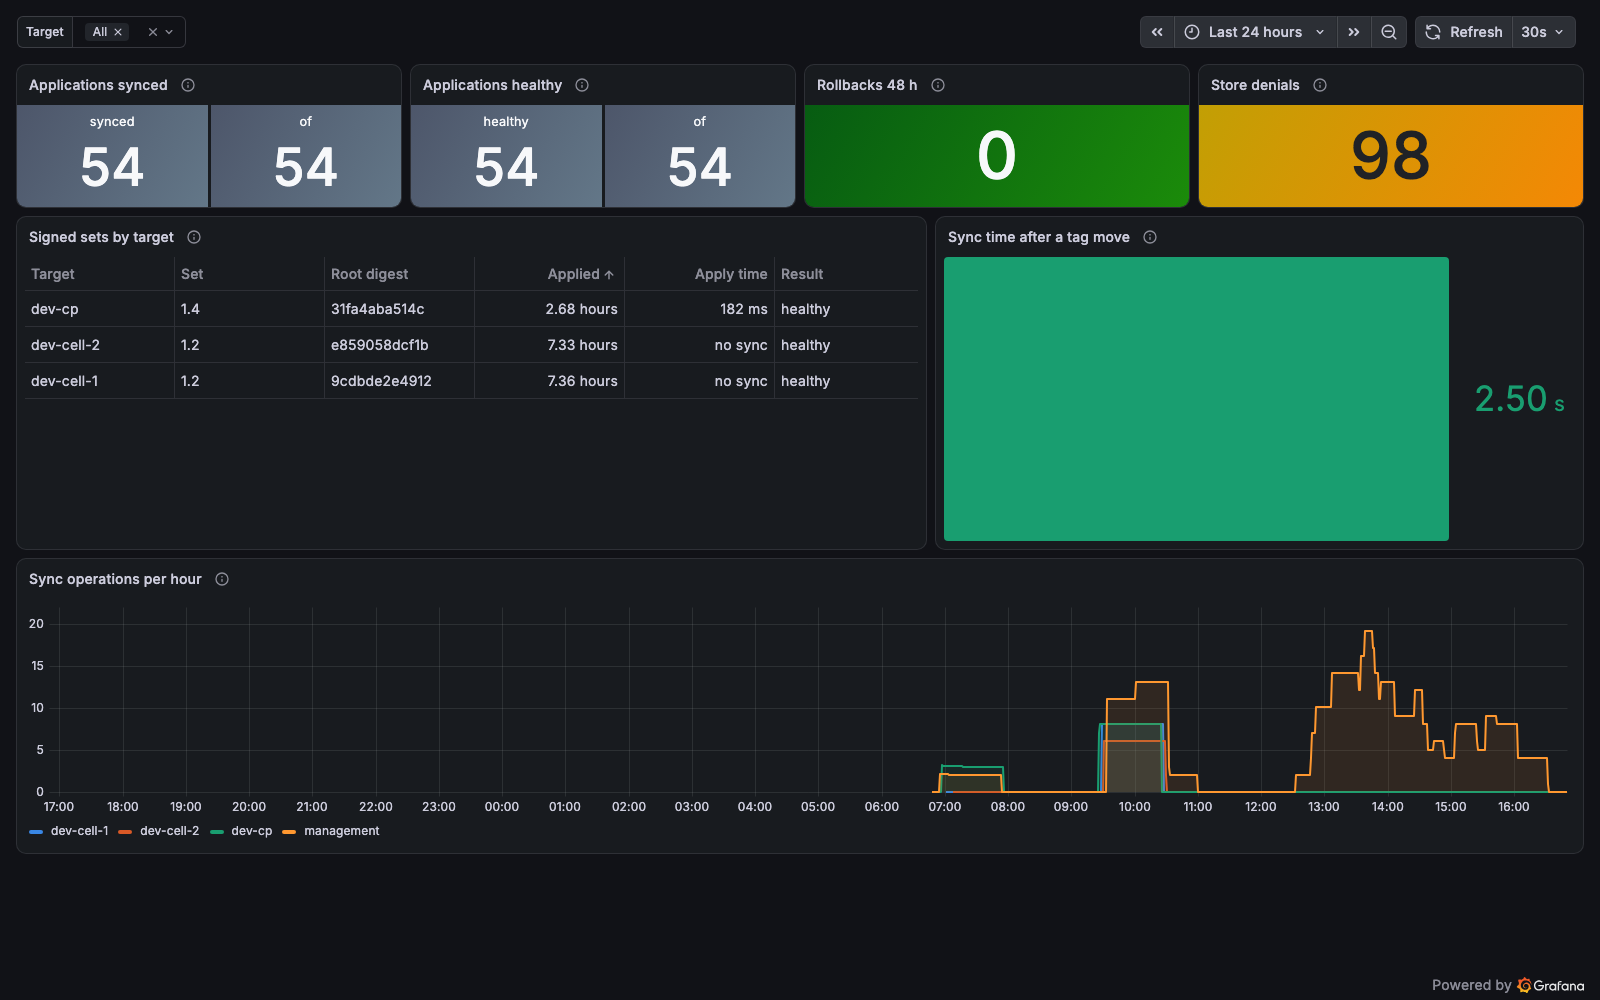 Target All
Last 24 hours Refresh 30s
Applications synced Applications healthy Rollbacks 48 h Store denials
synced of healthy of
54 54 54 54 0 98
Signed sets by target Sync time after a tag move
Target Set Root digest Applied Apply time Result
dev-cp 1.4 31fa4aba514c 2.68 hours 182 ms healthy
dev-cell-2 1.2 e859058dcf1b 7.33 hours no sync healthy
dev-cell-1 1.2 9cdbde2e4912 7.36 hours no sync healthy
2.50 s
Sync operations per hour
20
15
10
5
0
17:00 18:00 19:00 20:00 21:00 22:00 23:00 00:00 01:00 02:00 03:00 04:00 05:00 06:00 07:00 08:00 09:00 10:00 11:00 12:00 13:00 14:00 15:00 16:00
dev-cell-1 dev-cell-2 dev-cp management
Powered by Grafana